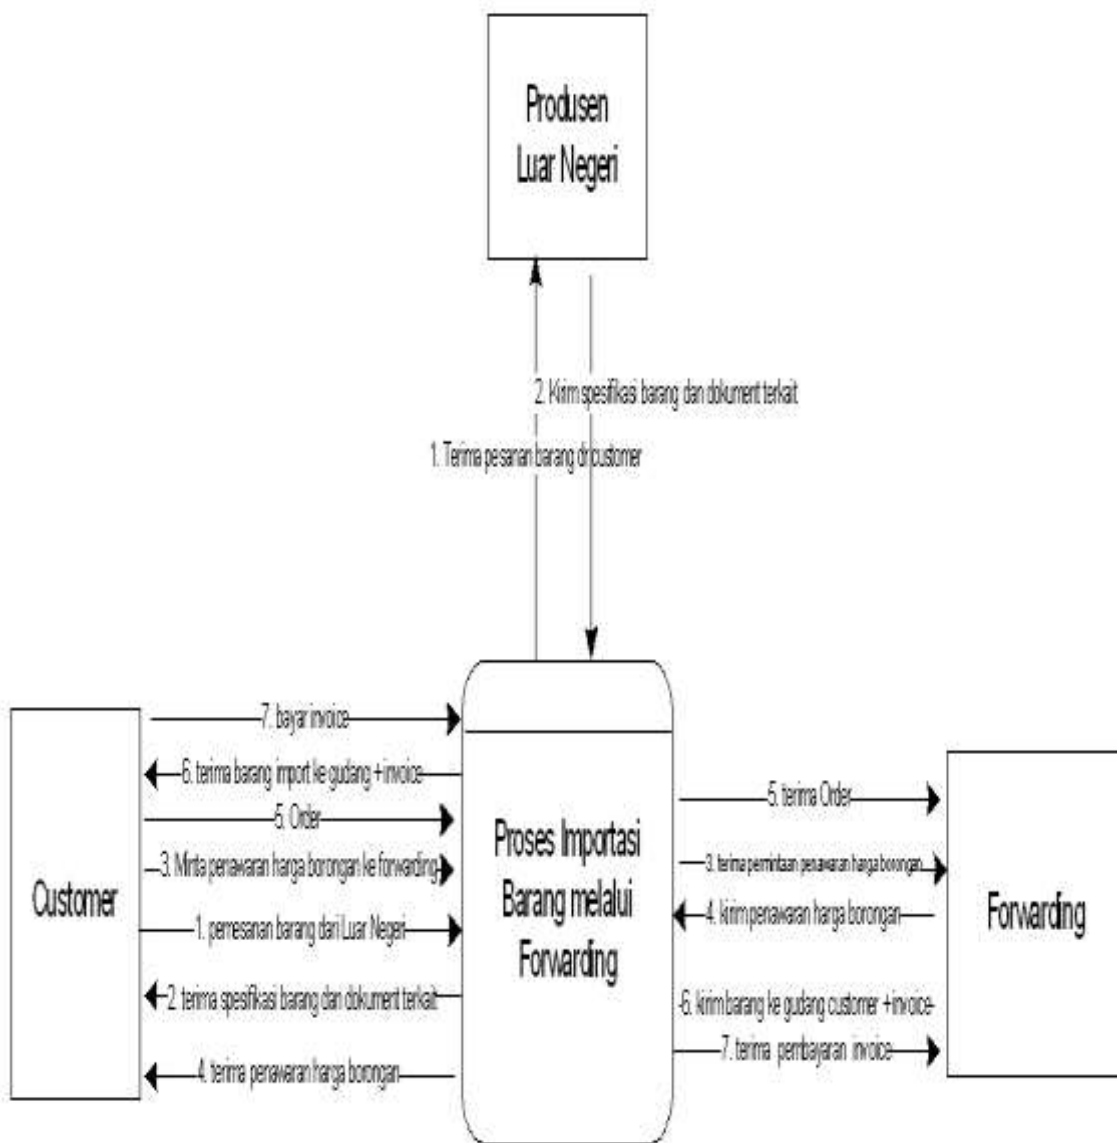 Produsen
Luar Negeri
2. Kirim spesifikasi barang dan dokument terkait
1. Terima pesanan barang dr customer
7. bayar invoice
6. terima barang import ke gudang + invoice
5. Order
3. Minta penawaran harga borongan ke forwarding
1. pemesanan barang dari Luar Negeri
2. terima spesifikasi barang dan dokument terkait
4. terima penawaran harga borongan
Customer
Proses Importasi
Barang melalui
Forwarding
5. terima Order
3. terima permintaan penawaran harga borongan
4. kirim penawaran harga borongan
6. kirim barang ke gudang customer + invoice
7. terima pembayaran invoice
Forwarding